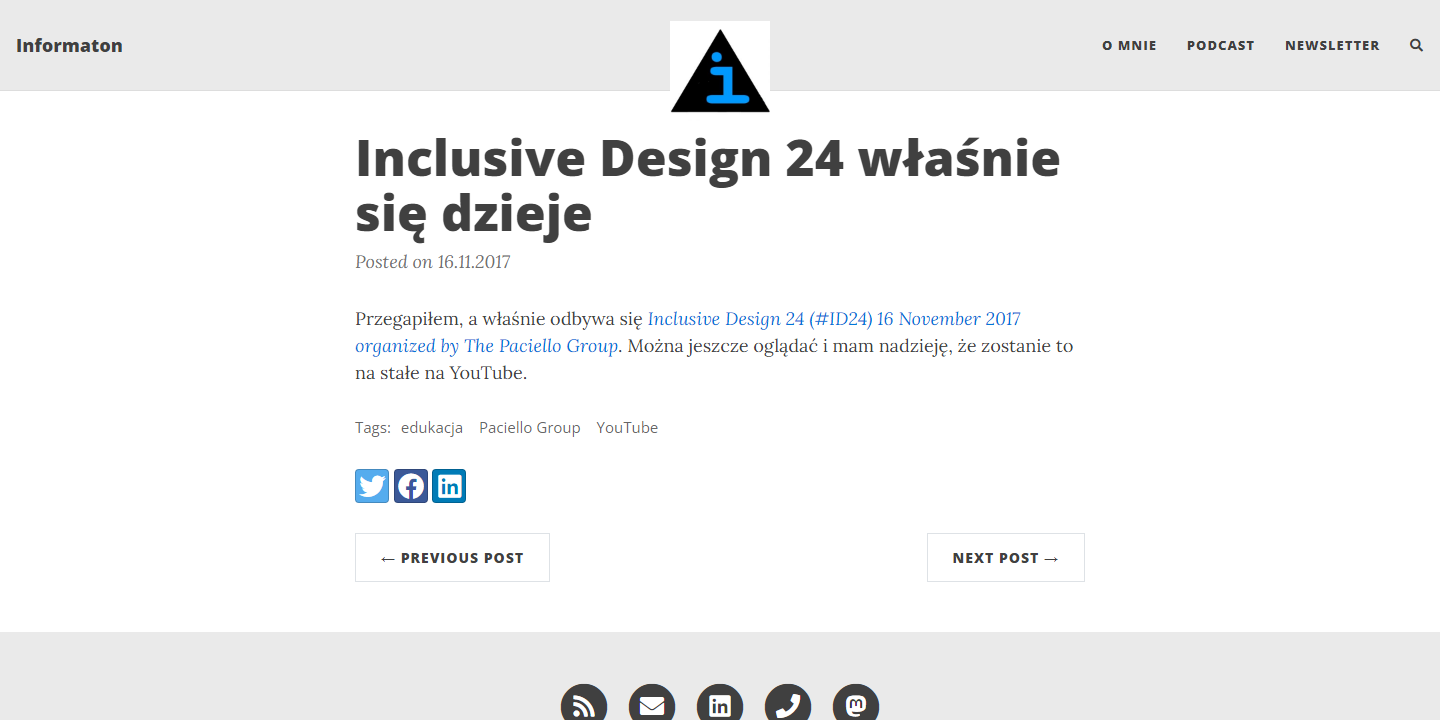 Informaton
i
O MNIE
PODCAST
NEWSLETTER
Inclusive Design 24 właśnie
się dzieje
Posted on 16.11.2017
Przegapiłem, a właśnie odbywa się Inclusive Design 24 (#ID24) 16 November 2017
organized by The Paciello Group. Można jeszcze oglądać i mam nadzieję, że zostanie to
na stałe na YouTube.
Tags: edukacja Paciello Group YouTube
in
← PREVIOUS POST
NEXT POST →
in